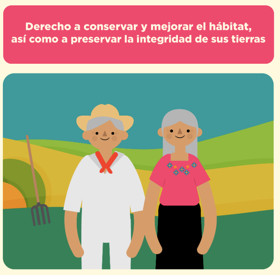 Derecho a conservar y mejorar el hábitat,
así como a preservar la integridad de sus tierras